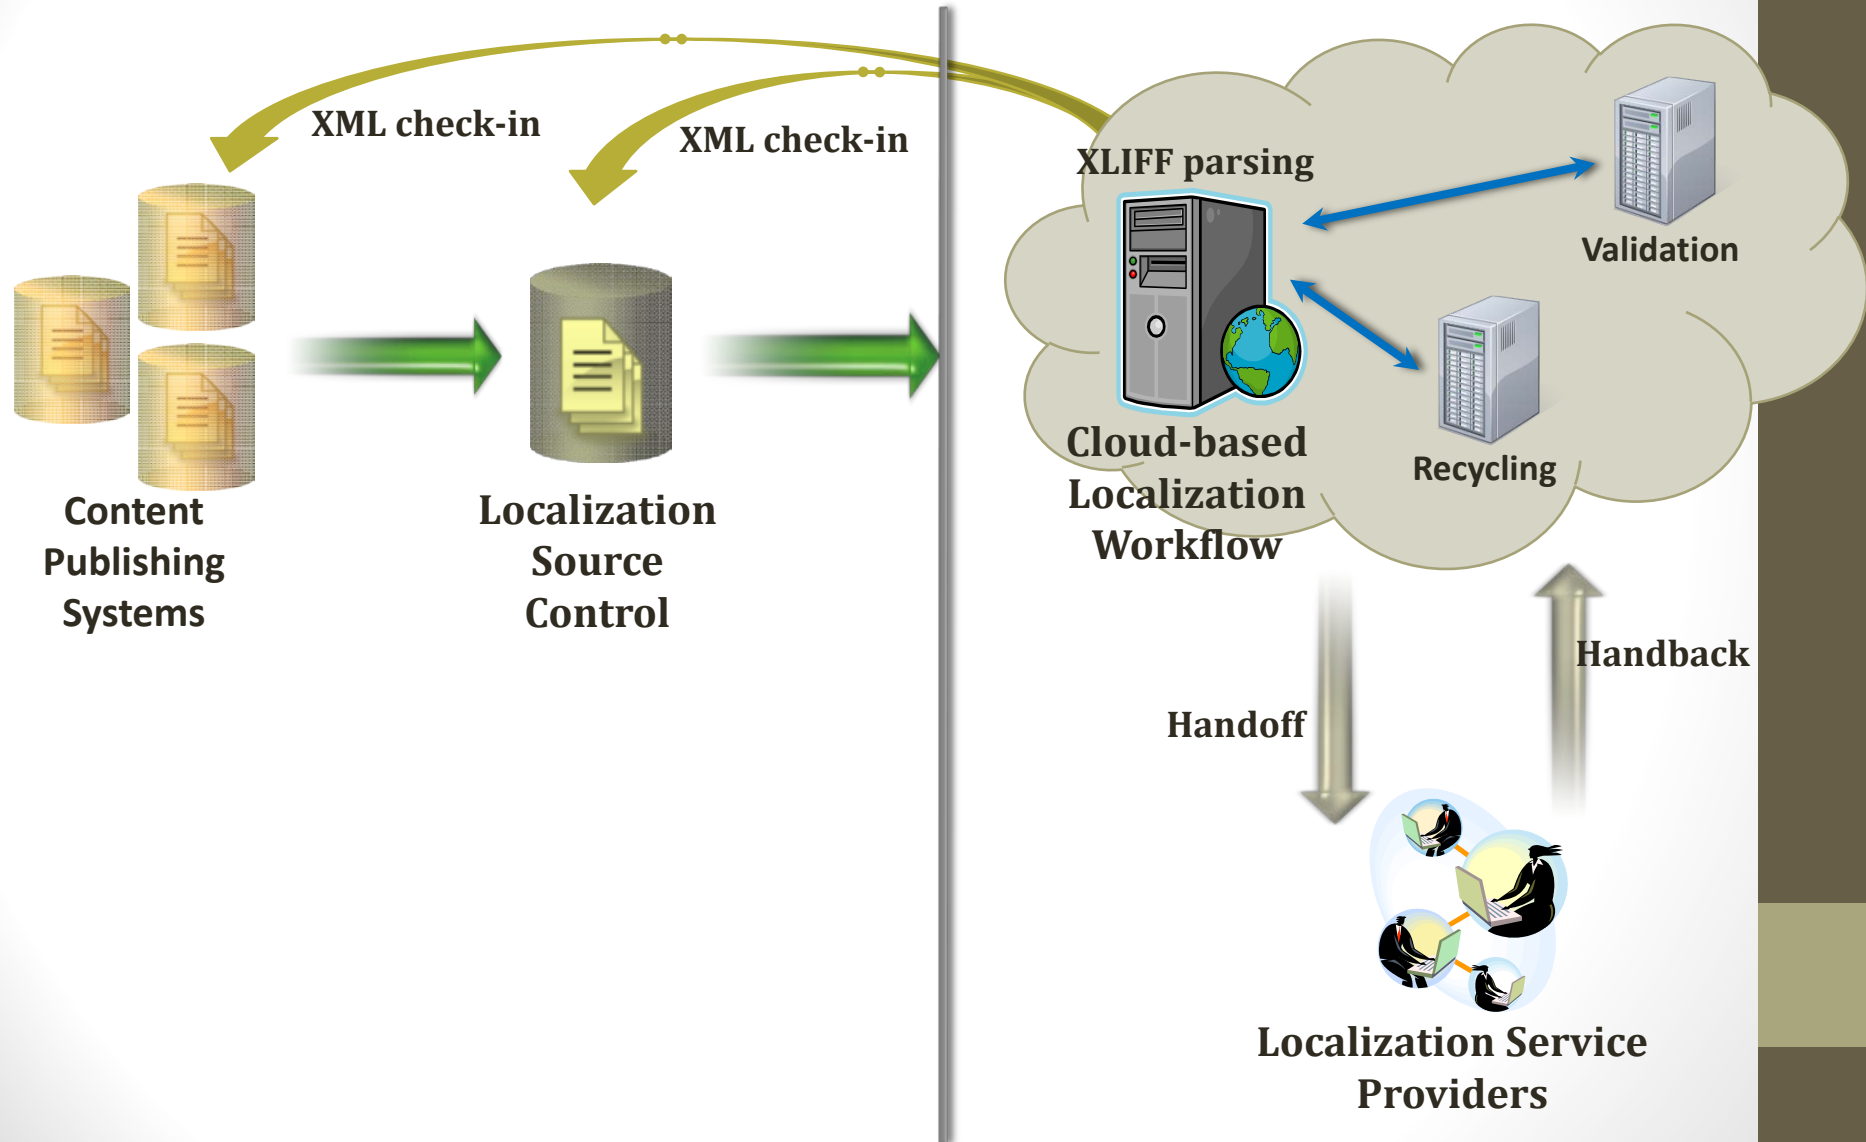 XML check-in
XML check-in
XLIFF parsing
Validation
Recycling
Cloud-based
Localization
Workflow
Content
Publishing
Systems
Localization
Source
Control
Handback
Handoff
Localization Service
Providers